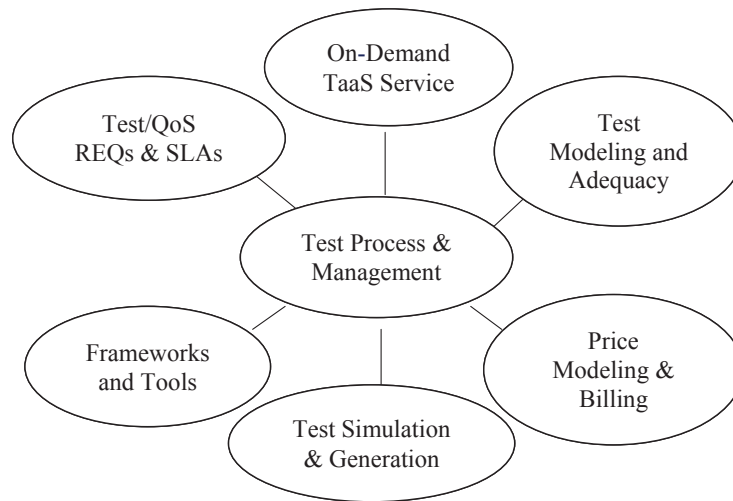 On-Demand
TaaS Service
Test/QoS
REQs & SLAs
Test
Modeling and
Adequacy
Test Process &
Management
Frameworks
and Tools
Price
Modeling &
Billing
Test Simulation
& Generation